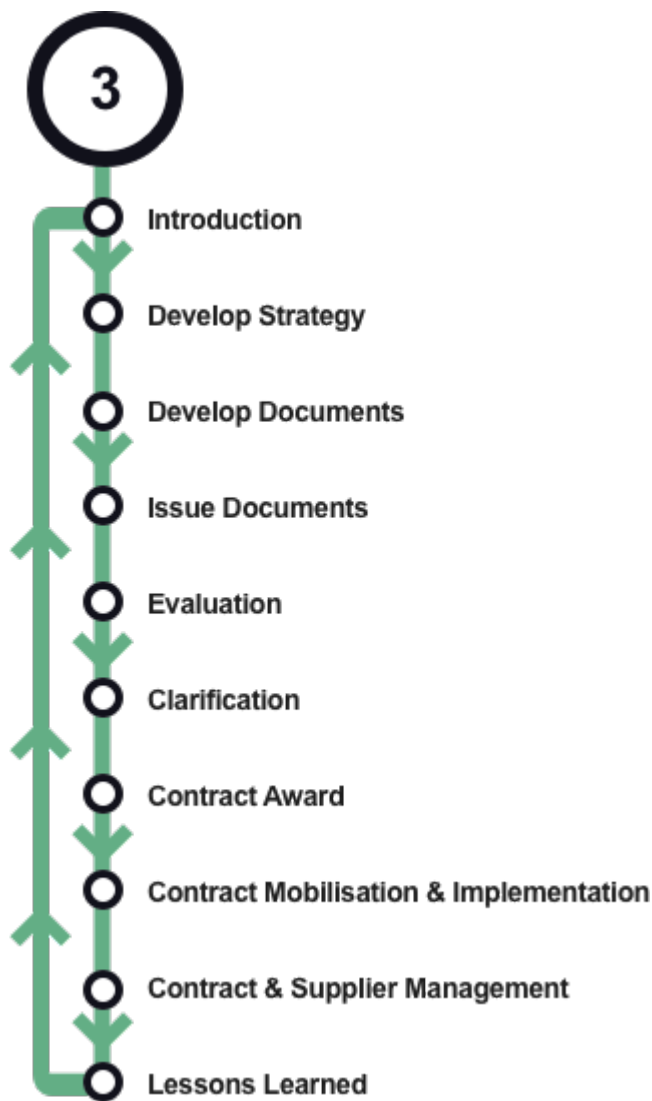 3
Introduction
Develop Strategy
Develop Documents
Issue Documents
Evaluation
Clarification
Contract Award
Contract Mobilisation & Implementation
Contract & Supplier Management
Lessons Learned